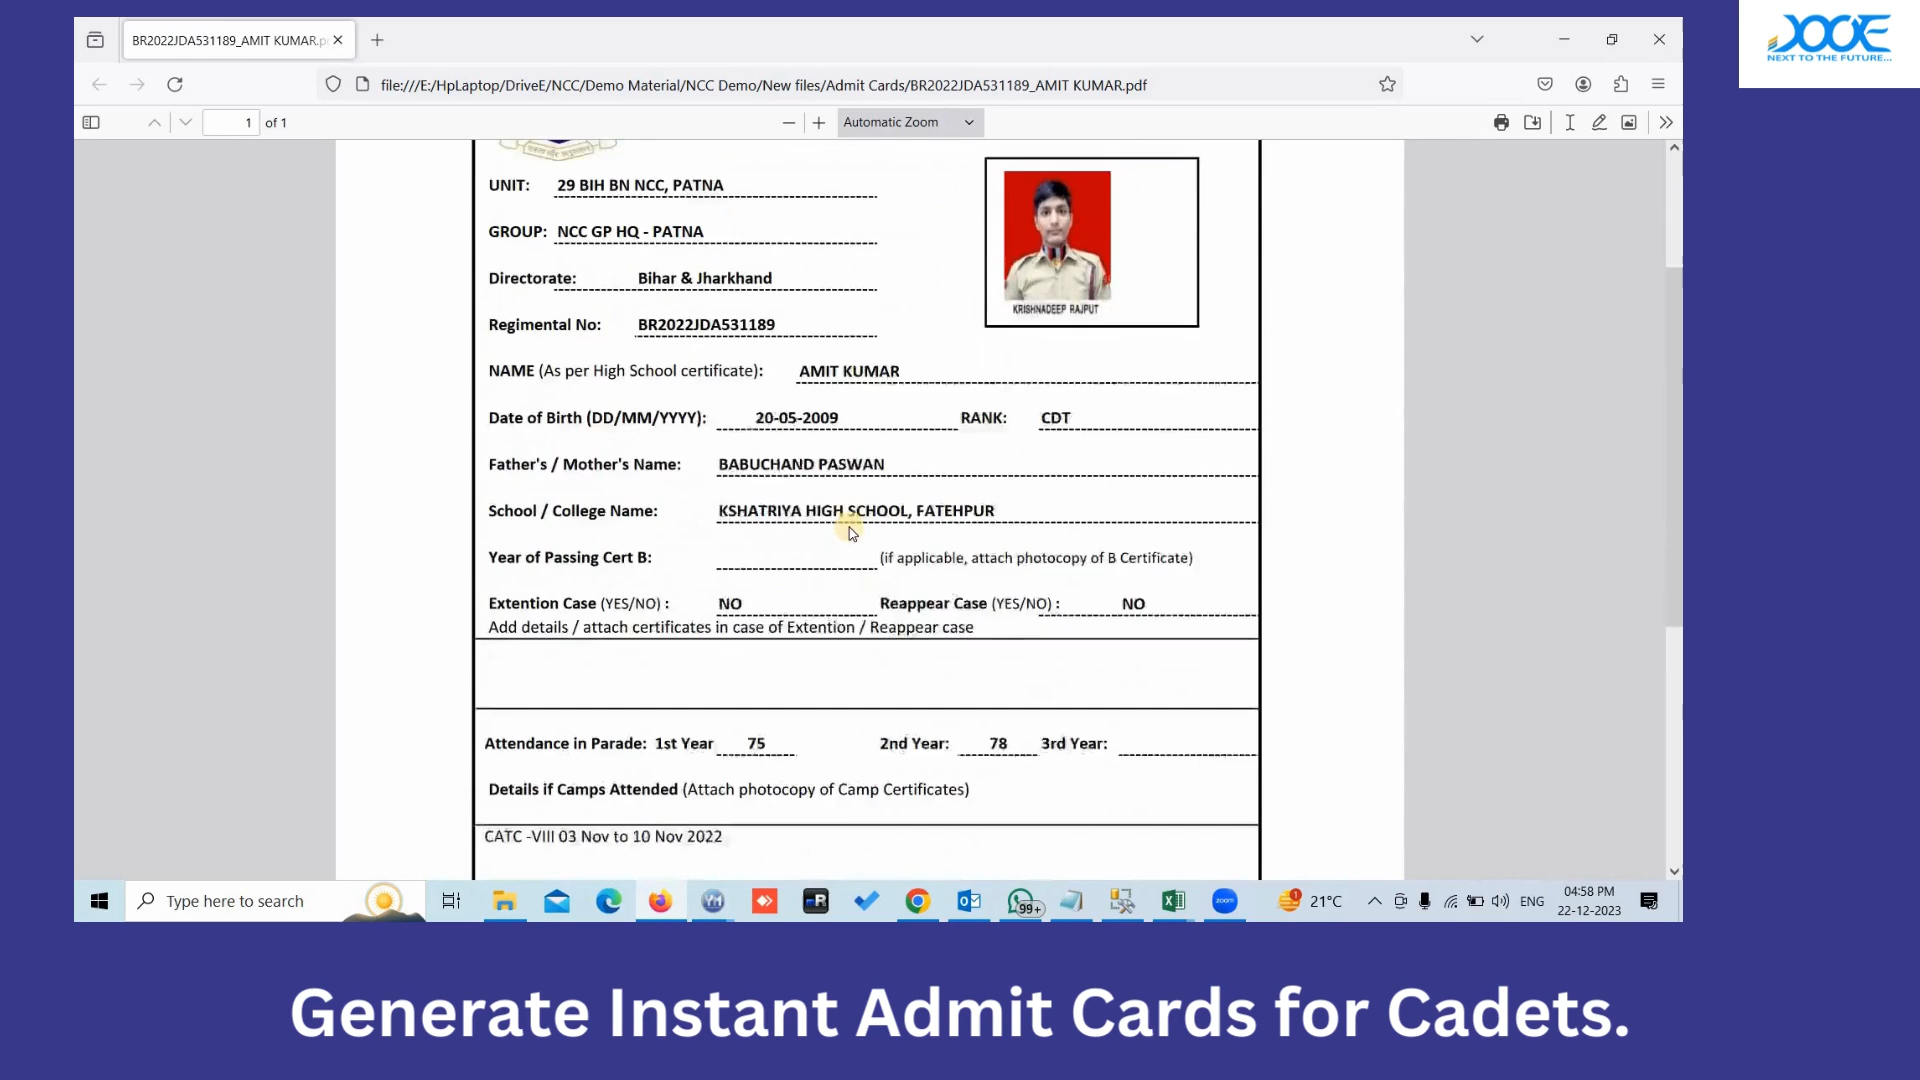 BR2022JDA531189_AMIT KUMAR.p
JOOE
NEXT TO THE FUTURE...
file:///E:/HpLaptop/DriveE/NCC/Demo Material/NCC Demo/New files/Admit Cards/BR2022JDA531189_AMIT KUMAR.pdf
1 of 1
Automatic Zoom
एकता और अनुशासन
UNIT: 29 BIH BN NCC, PATNA
GROUP: NCC GP HQ - PATNA
Directorate: Bihar & Jharkhand
Regimental No: BR2022JDA531189
KRISHNADEEP RAJPUT
NAME (As per High School certificate): AMIT KUMAR
Date of Birth (DD/MM/YYYY): 20-05-2009 RANK: CDT
Father's / Mother's Name: BABUCHAND PASWAN
School / College Name: KSHATRIYA HIGH SCHOOL, FATEHPUR
Year of Passing Cert B: (if applicable, attach photocopy of B Certificate)
Extention Case (YES/NO) : NO Reappear Case (YES/NO) : NO
Add details / attach certificates in case of Extention / Reappear case
Attendance in Parade: 1st Year 75 2nd Year: 78 3rd Year:
Details if Camps Attended (Attach photocopy of Camp Certificates)
CATC -VIII 03 Nov to 10 Nov 2022
Type here to search
YM
R
99+
zoom
1
21°C
ENG
04:58 PM
22-12-2023
Generate Instant Admit Cards for Cadets.